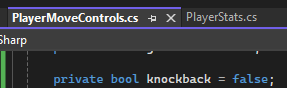 PlayerMoveControls.cs PlayerStats.cs
Sharp
private bool knockback = false;